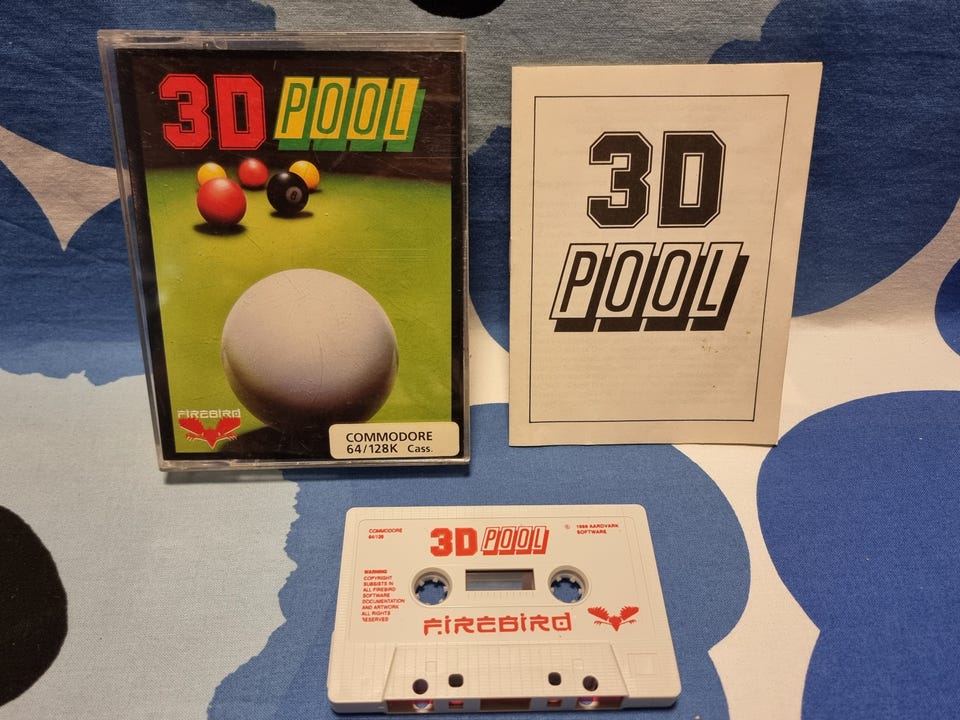 3D POOL
FIREBIRD
COMMODORE
64/128K Cass.
3D
POOL
COMMODORE
64/128
3D POOL
© 1989 AARDVARK
SOFTWARE
WARNING
COPYRIGHT
SUBSISTS IN
ALL FIREBIRD
SOFTWARE
DOCUMENTATION
AND ARTWORK
ALL RIGHTS
RESERVED
FIREBIRD